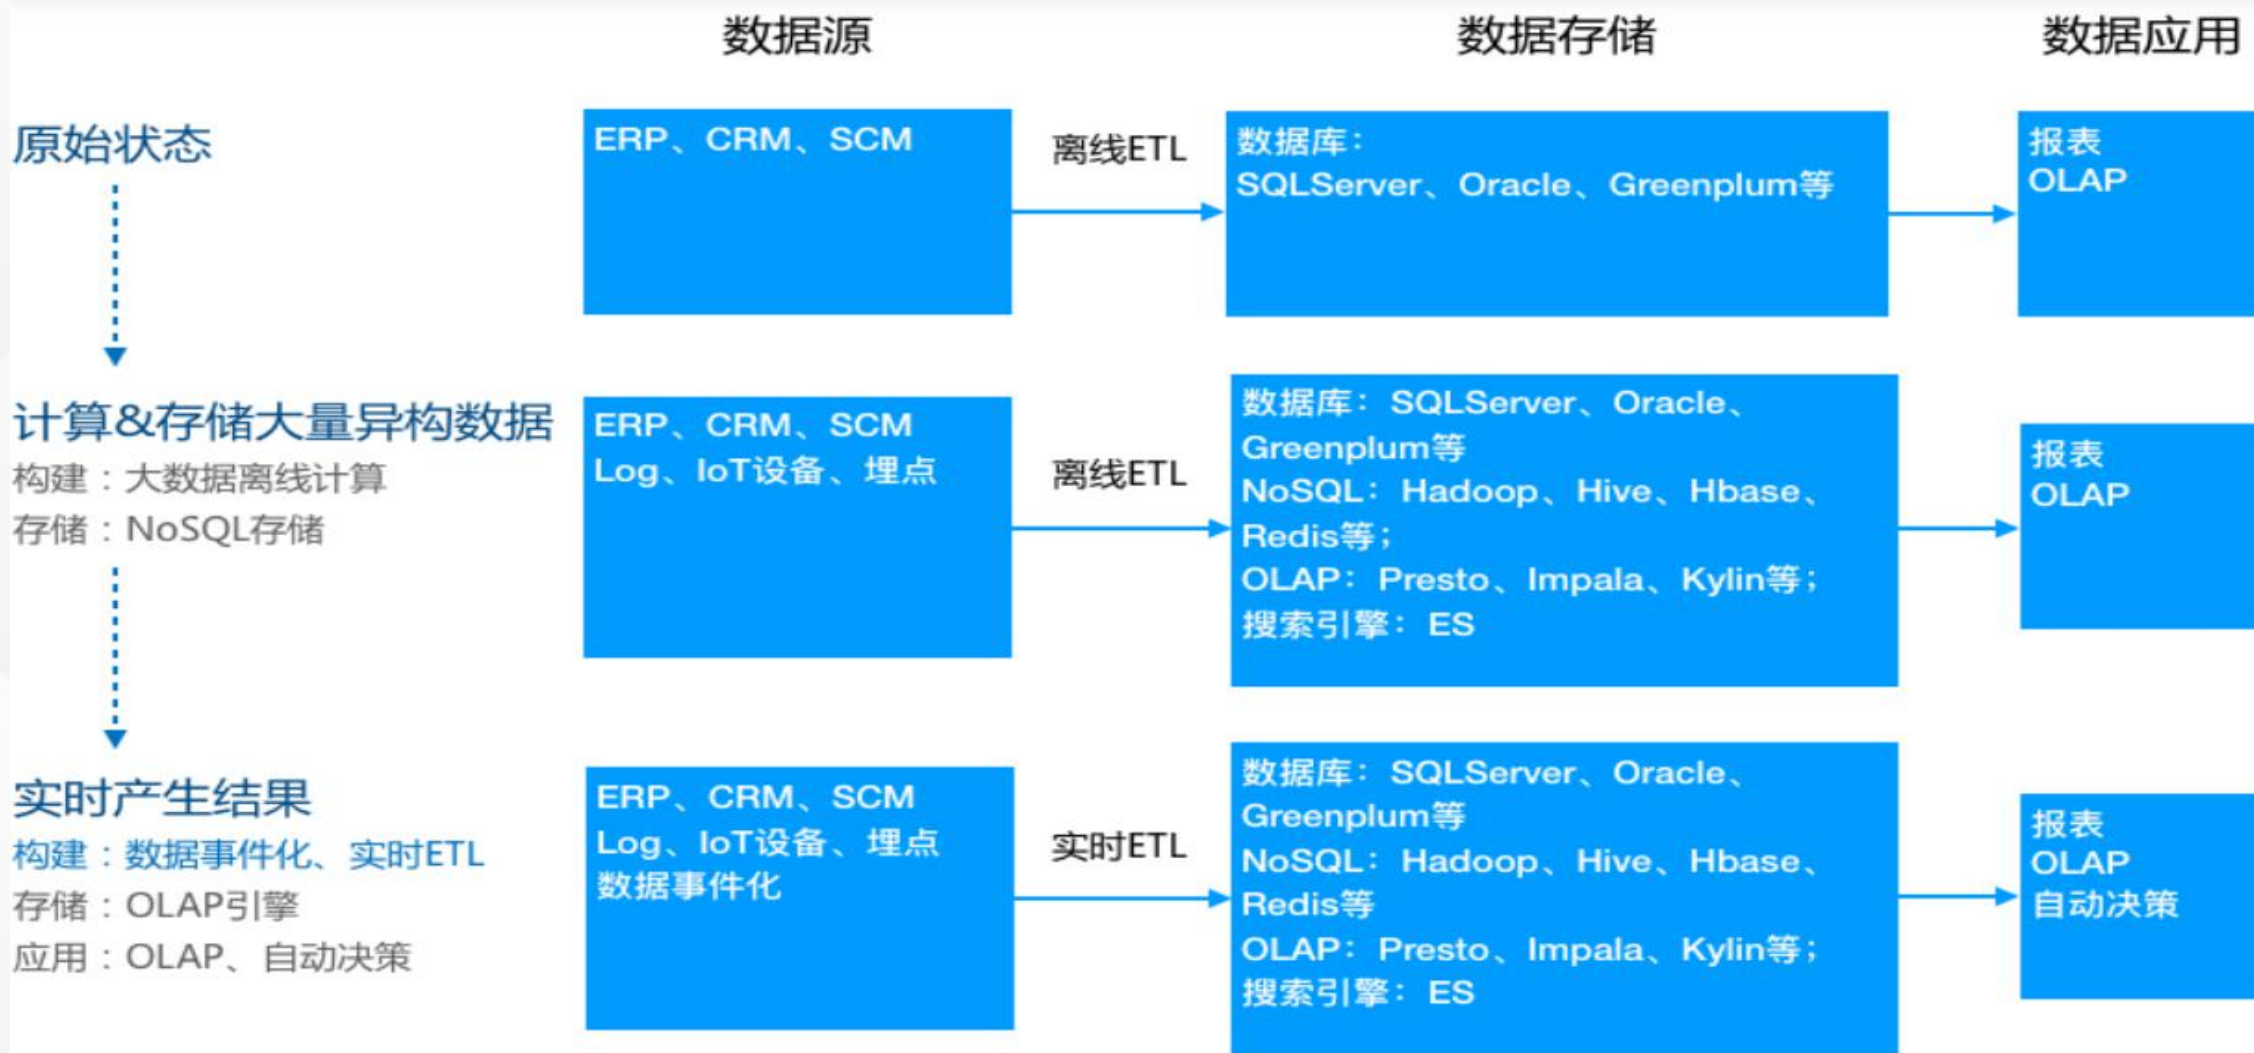 数据源
数据存储
数据应用
原始状态
ERP、CRM、SCM
离线ETL
数据库：
SQLServer、Oracle、Greenplum等
报表
OLAP
计算&存储大量异构数据
构建：大数据离线计算
存储：NoSQL存储
ERP、CRM、SCM
Log、IoT设备、埋点
离线ETL
数据库：SQLServer、Oracle、
Greenplum等
NoSQL：Hadoop、Hive、Hbase、
Redis等；
OLAP：Presto、Impala、Kylin等；
搜索引擎：ES
报表
OLAP
实时产生结果
构建：数据事件化、实时ETL
存储：OLAP引擎
应用：OLAP、自动决策
ERP、CRM、SCM
Log、IoT设备、埋点
数据事件化
实时ETL
数据库：SQLServer、Oracle、
Greenplum等
NoSQL：Hadoop、Hive、Hbase、
Redis等
OLAP：Presto、Impala、Kylin等；
搜索引擎：ES
报表
OLAP
自动决策